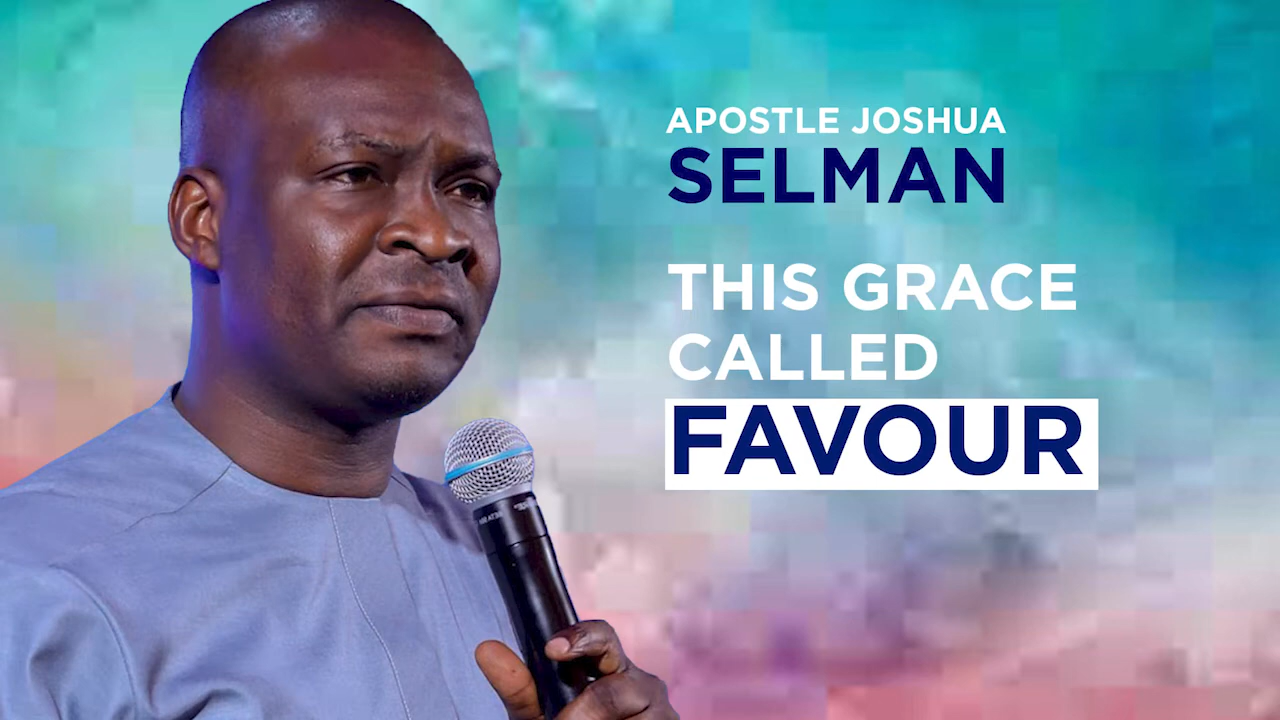 APOSTLE JOSHUA
SELMAN
THIS GRACE
CALLED
FAVOUR